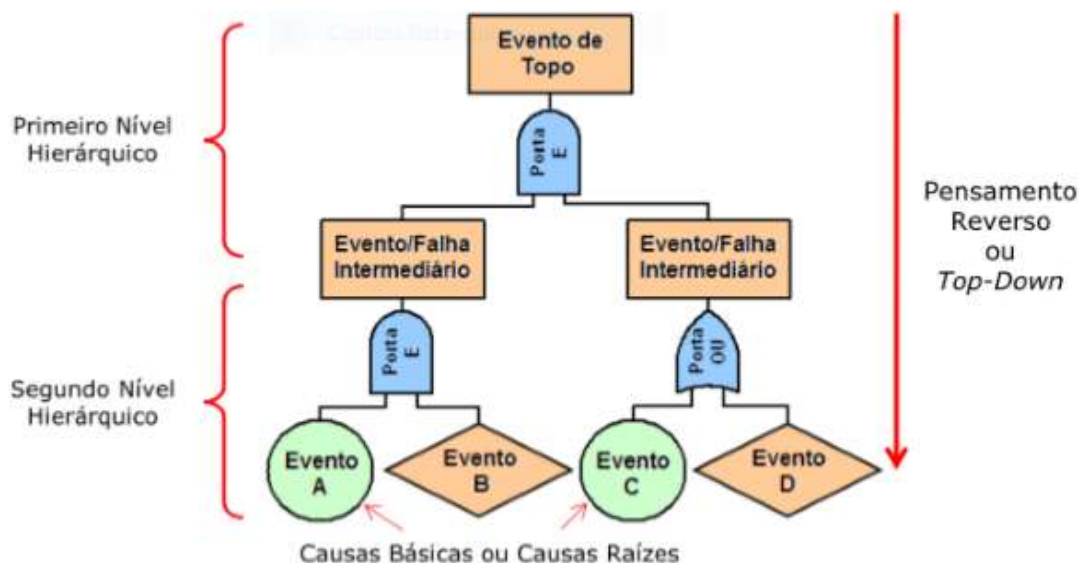 Evento de
Topo
Primeiro Nível
Hierárquico
Porta
E
Pensamento
Reverso
ou
Top-Down
Evento/Falha
Intermediário
Evento/Falha
Intermediário
Porta
E
Porta
OU
Segundo Nível
Hierárquico
Evento
A
Evento
B
Evento
C
Evento
D
Causas Básicas ou Causas Raízes